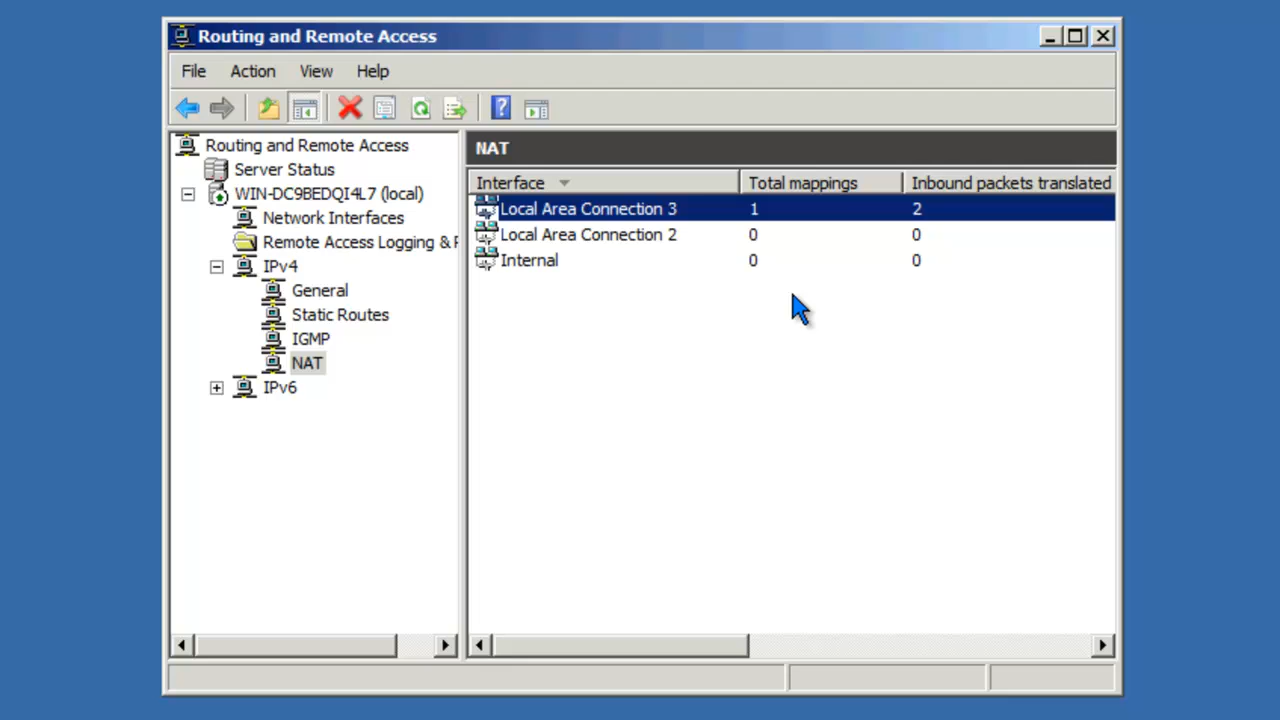 Routing and Remote Access
File Action View Help
Routing and Remote Access
Server Status
WIN-DC9BEDQI4L7 (local)
Network Interfaces
Remote Access Logging &
IPv4
General
Static Routes
IGMP
NAT
IPv6
NAT
Interface Total mappings Inbound packets translated
Local Area Connection 3 1 2
Local Area Connection 2 0 0
Internal 0 0